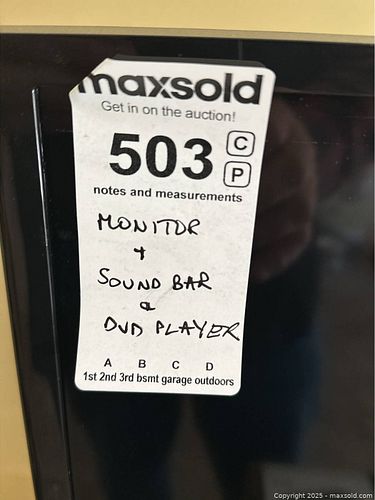 maxsold
Get in on the auction!
503
C
P
notes and measurements
MONITOR
+
SOUND BAR
&
DVD PLAYER
A B C D
1st 2nd 3rd bsmt garage outdoors
Copyright 2025 - maxsold.com